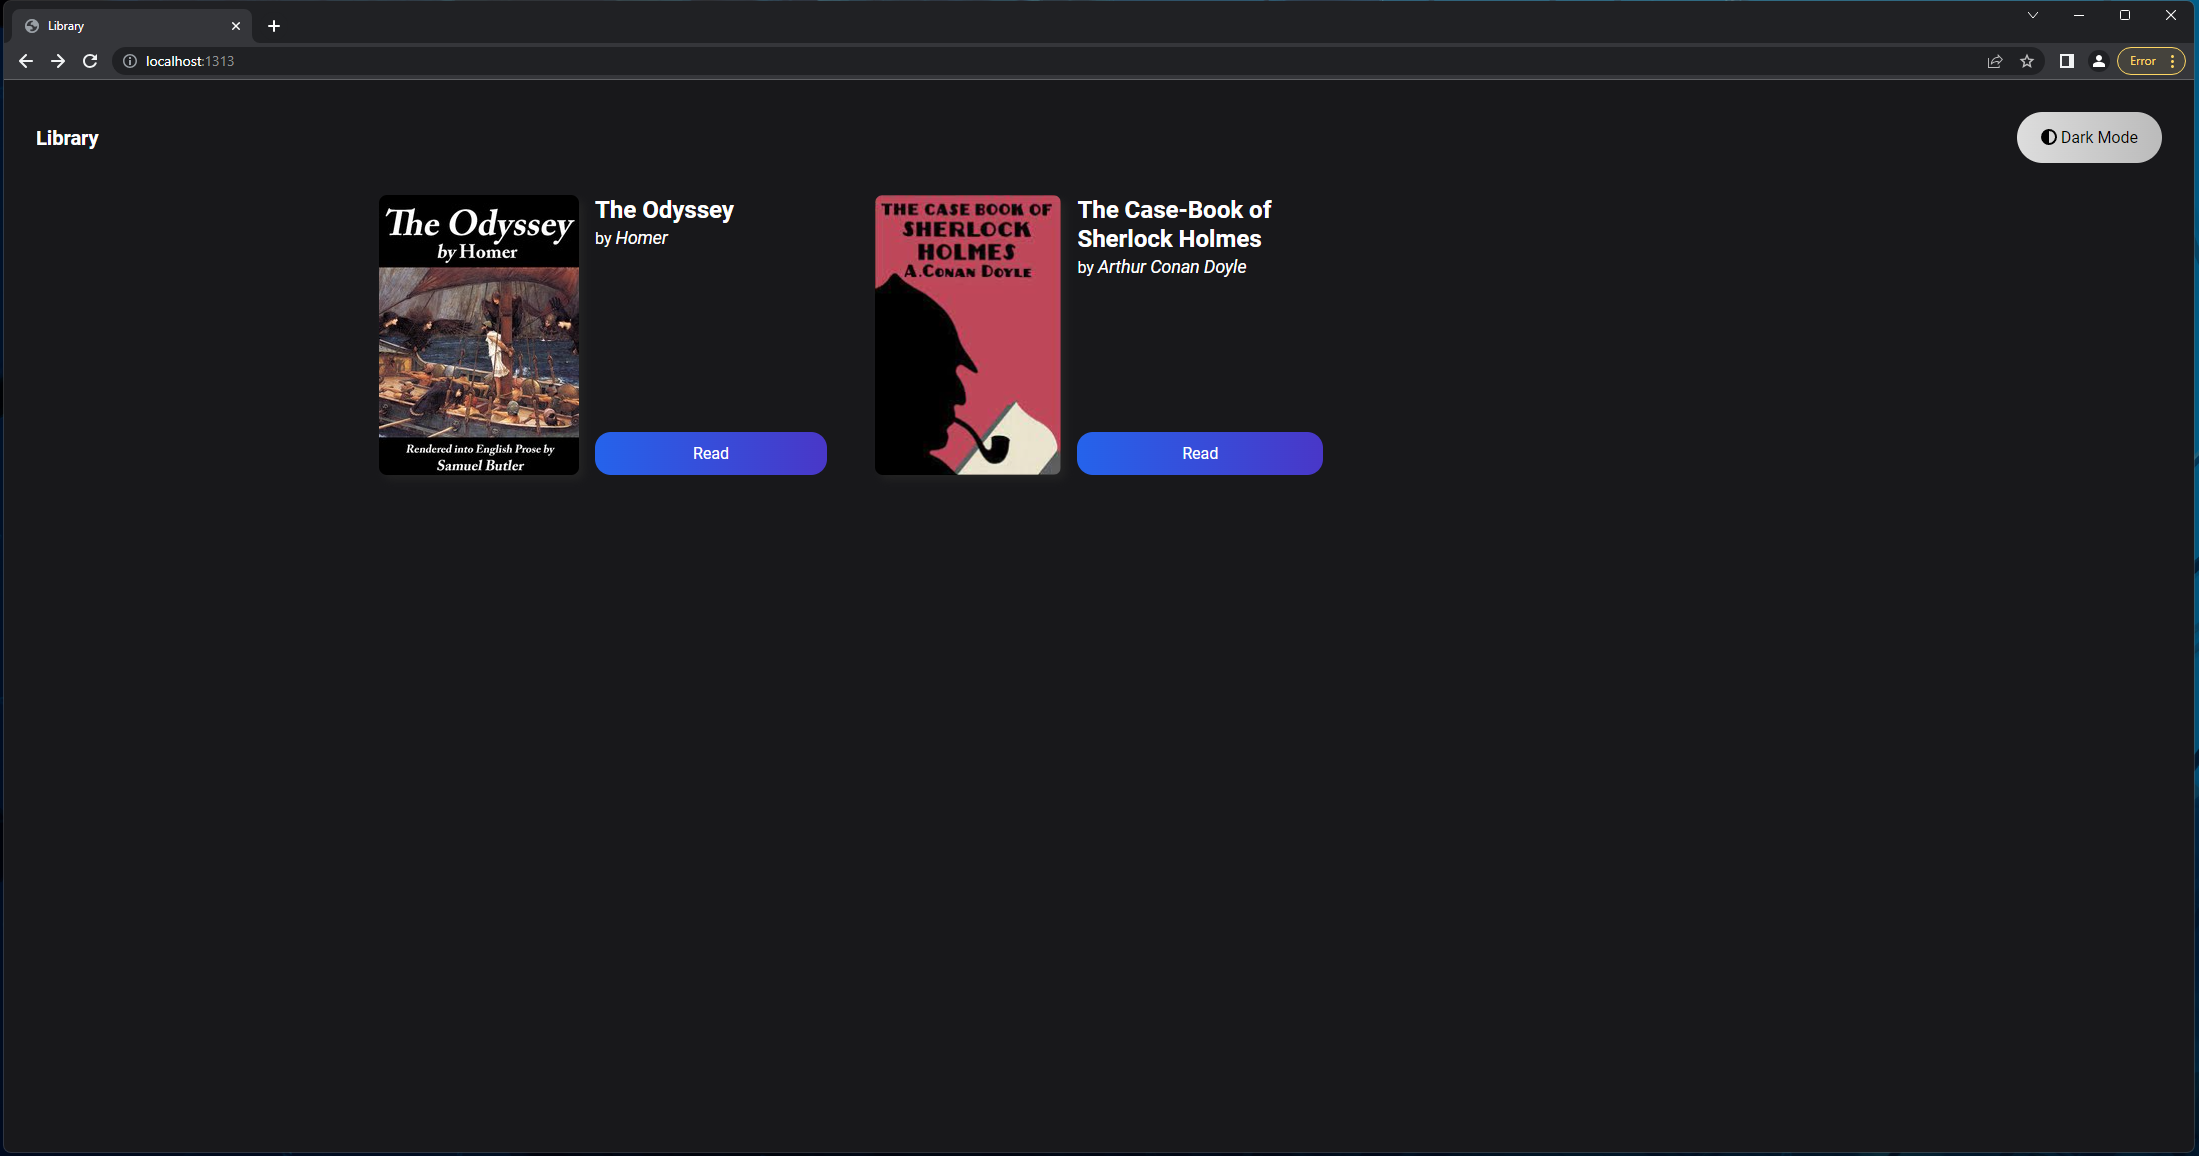 Library
localhost:1313
Error
Library
Dark Mode
The Odyssey
by Homer
Rendered into English Prose by
Samuel Butler
The Odyssey
by Homer
Read
THE CASE BOOK OF
SHERLOCK
HOLMES
A. CONAN DOYLE
The Case-Book of
Sherlock Holmes
by Arthur Conan Doyle
Read